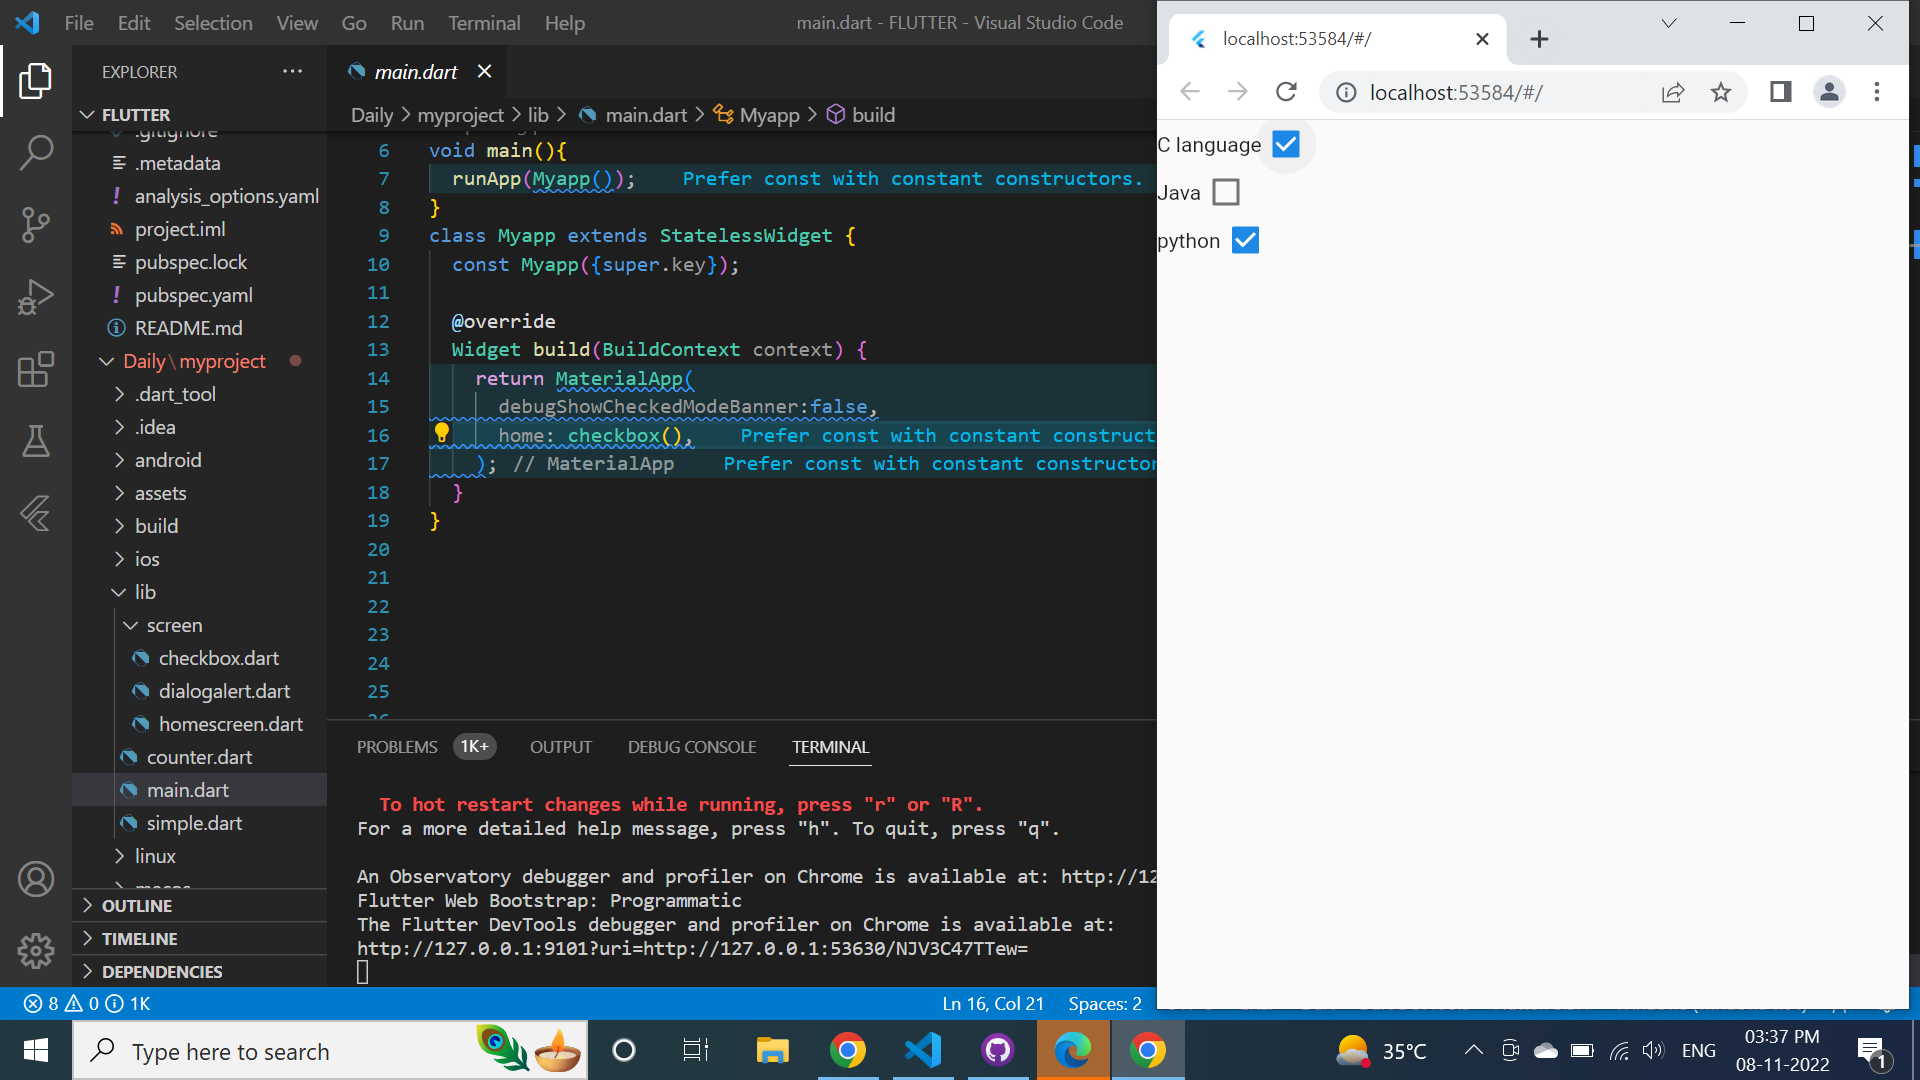 File Edit Selection View Go Run Terminal Help
main.dart - FLUTTER - Visual Studio Code
EXPLORER
FLUTTER
.gitignore
.metadata
analysis_options.yaml
project.iml
pubspec.lock
pubspec.yaml
README.md
Daily\myproject
.dart_tool
.idea
android
assets
build
ios
lib
screen
checkbox.dart
dialogalert.dart
homescreen.dart
counter.dart
main.dart
simple.dart
linux
macos
OUTLINE
TIMELINE
DEPENDENCIES
main.dart
Daily > myproject > lib > main.dart > Myapp > build
6 void main(){
7 runApp(Myapp()); Prefer const with constant constructors.
8 }
9 class Myapp extends StatelessWidget {
10 const Myapp({super.key});
11
12 @override
13 Widget build(BuildContext context) {
14 return MaterialApp(
15 debugShowCheckedModeBanner:false,
16 home: checkbox(), Prefer const with constant construct
17 ); // MaterialApp Prefer const with constant constructor
18 }
19 }
20
21
22
23
24
25
26
PROBLEMS 1K+ OUTPUT DEBUG CONSOLE TERMINAL
To hot restart changes while running, press "r" or "R".
For a more detailed help message, press "h". To quit, press "q".
An Observatory debugger and profiler on Chrome is available at: http://12
Flutter Web Bootstrap: Programmatic
The Flutter DevTools debugger and profiler on Chrome is available at:
http://127.0.0.1:9101?uri=http://127.0.0.1:53630/NJV3C47TTew=
8 0 1K
Ln 16, Col 21 Spaces: 2
localhost:53584/#/
localhost:53584/#/
C language
Java
python
Type here to search
35°C
ENG
03:37 PM
08-11-2022
1